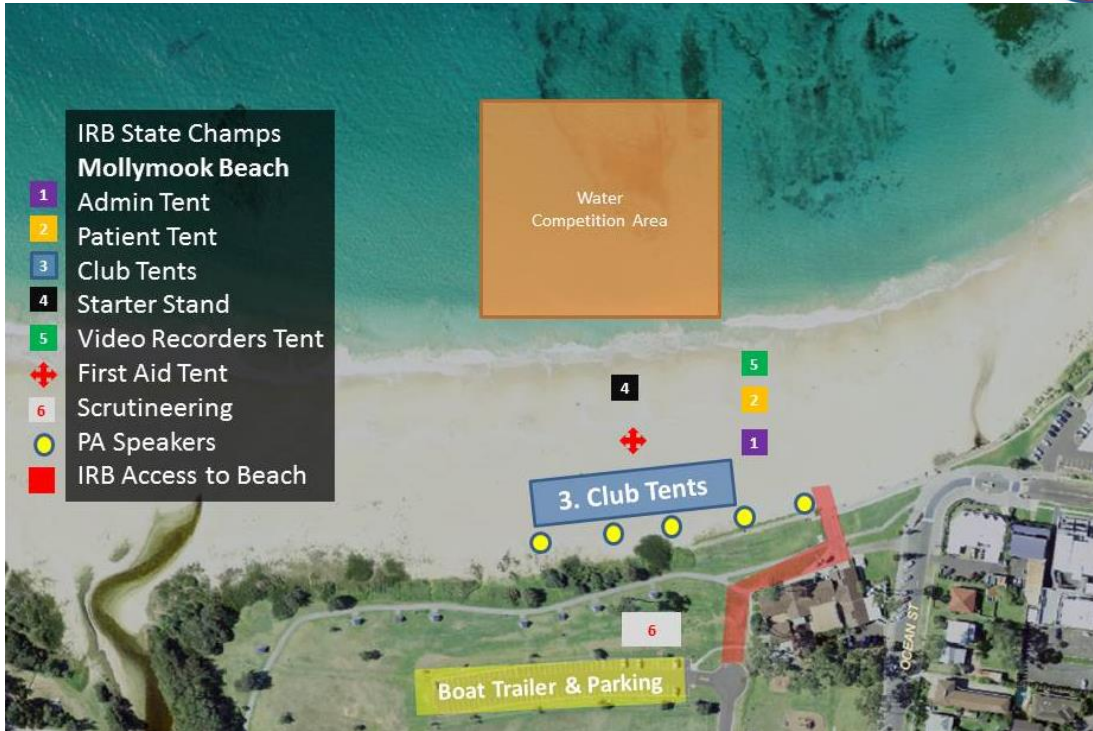 IRB State Champs
Mollymook Beach
1 Admin Tent
2 Patient Tent
3 Club Tents
4 Starter Stand
5 Video Recorders Tent
First Aid Tent
6 Scrutineering
PA Speakers
IRB Access to Beach
Water
Competition Area
5
4
2
1
3. Club Tents
6
Boat Trailer & Parking
OCEAN ST